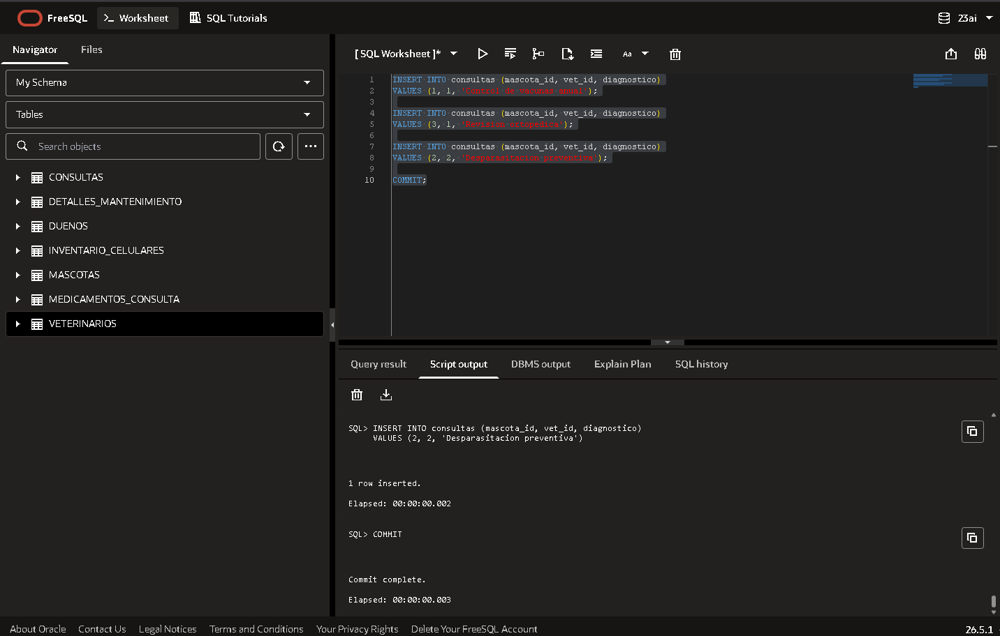 FreeSQL
>_ Worksheet
SQL Tutorials
23ai
Navigator
Files
My Schema
Tables
Search objects
CONSULTAS
DETALLES_MANTENIMIENTO
DUENOS
INVENTARIO_CELULARES
MASCOTAS
MEDICAMENTOS_CONSULTA
VETERINARIOS
[ SQL Worksheet ]*
Aa
1 INSERT INTO consultas (mascota_id, vet_id, diagnostico)
2 VALUES (1, 1, 'Control de vacunas anual');
3
4 INSERT INTO consultas (mascota_id, vet_id, diagnostico)
5 VALUES (3, 1, 'Revision ortopedica');
6
7 INSERT INTO consultas (mascota_id, vet_id, diagnostico)
8 VALUES (2, 2, 'Desparasitacion preventiva');
9
10 COMMIT;
Query result
Script output
DBMS output
Explain Plan
SQL history
SQL> INSERT INTO consultas (mascota_id, vet_id, diagnostico)
VALUES (2, 2, 'Desparasitacion preventiva')
1 row inserted.
Elapsed: 00:00:00.002
SQL> COMMIT
Commit complete.
Elapsed: 00:00:00.003
About Oracle
Contact Us
Legal Notices
Terms and Conditions
Your Privacy Rights
Delete Your FreeSQL Account
26.5.1